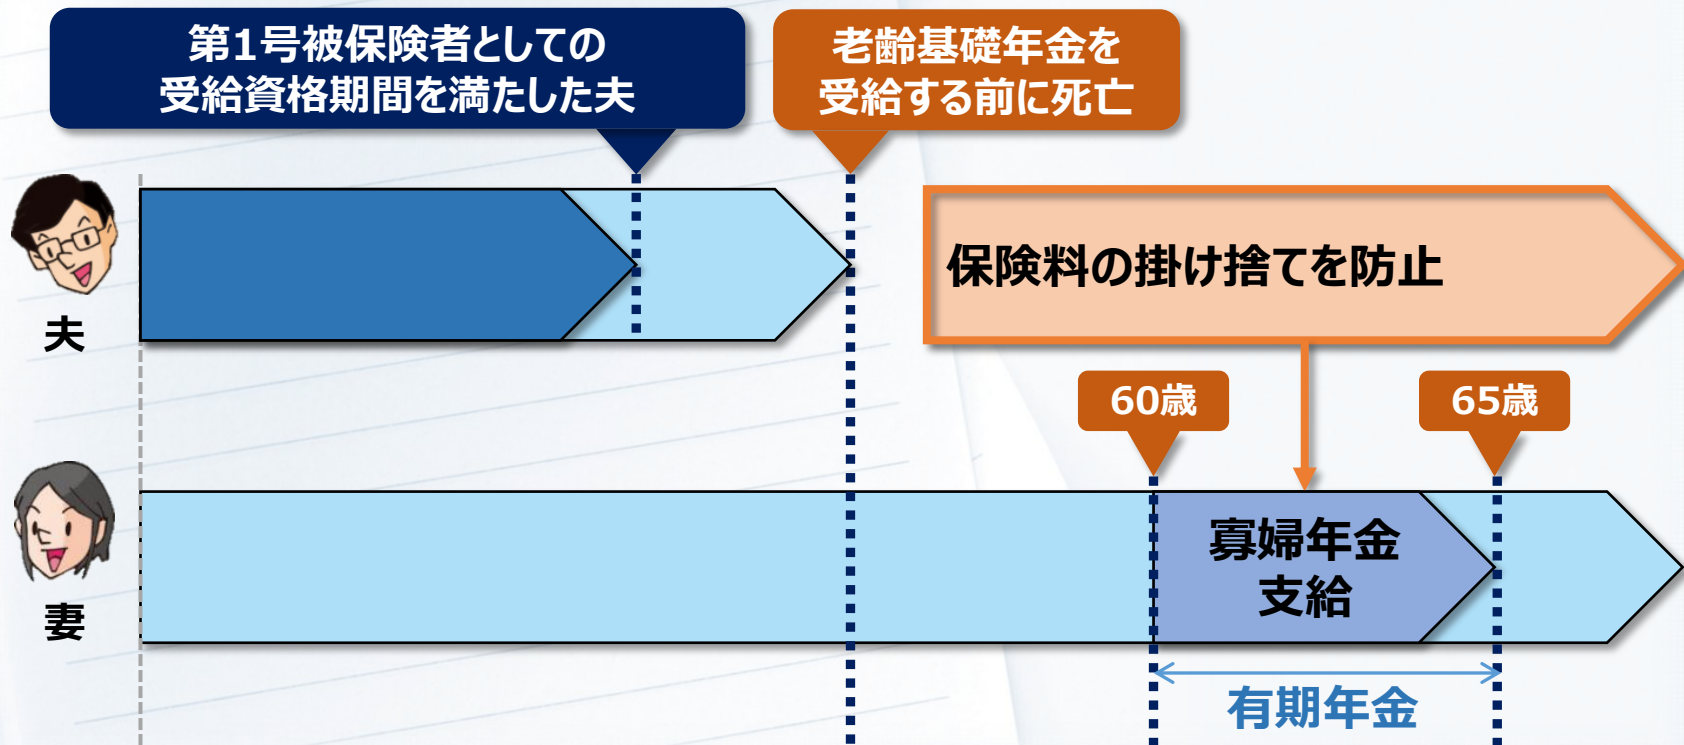 第1号被保険者としての
受給資格期間を満たした夫
老齢基礎年金を
受給する前に死亡
夫
保険料の掛け捨てを防止
60歳
65歳
妻
寡婦年金
支給
有期年金